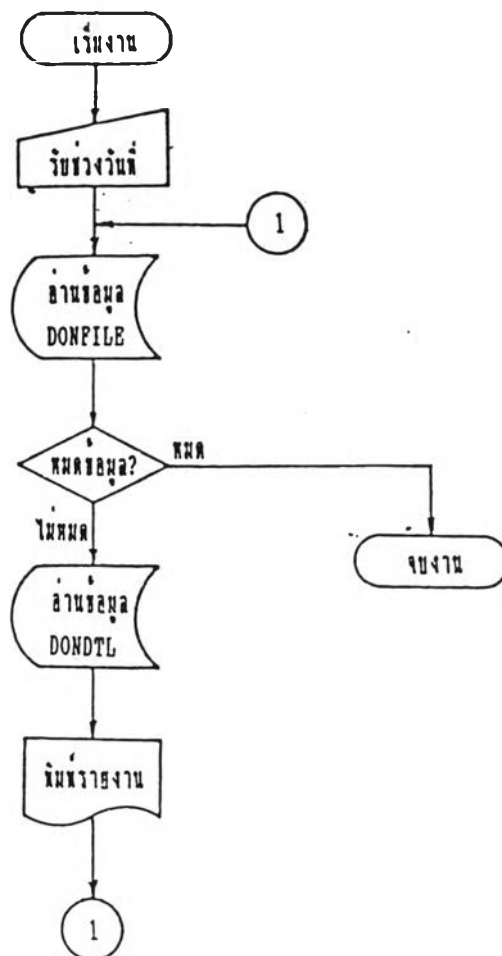 เริ่มงาน
รับช่วงวันที่
1
อ่านข้อมูล
DONFILE
หมดข้อมูล?
หมด
ไม่หมด
จบงาน
อ่านข้อมูล
DONDTL
พิมพ์รายงาน
1